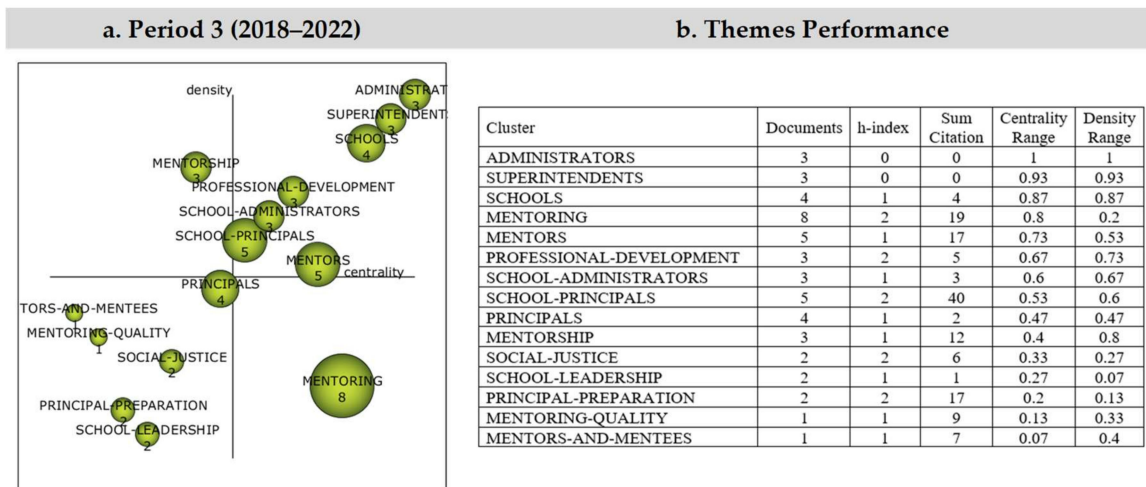 a. Period 3 (2018–2022)
b. Themes Performance
density
ADMINISTRAT
3
SUPERINTENDENT
3
SCHOOLS
4
MENTORSHIP
3
PROFESSIONAL-DEVELOPMENT
3
SCHOOL-ADMINISTRATORS
3
SCHOOL-PRINCIPALS
5
MENTORS
5
centrality
PRINCIPALS
4
TORS-AND-MENTEES
1
MENTORING-QUALITY
1
SOCIAL-JUSTICE
2
MENTORING
8
PRINCIPAL-PREPARATION
2
SCHOOL-LEADERSHIP
2
Cluster Documents h-index Sum Citation Centrality Range Density Range
ADMINISTRATORS 3 0 0 1 1
SUPERINTENDENTS 3 0 0 0.93 0.93
SCHOOLS 4 1 4 0.87 0.87
MENTORING 8 2 19 0.8 0.2
MENTORS 5 1 17 0.73 0.53
PROFESSIONAL-DEVELOPMENT 3 2 5 0.67 0.73
SCHOOL-ADMINISTRATORS 3 1 3 0.6 0.67
SCHOOL-PRINCIPALS 5 2 40 0.53 0.6
PRINCIPALS 4 1 2 0.47 0.47
MENTORSHIP 3 1 12 0.4 0.8
SOCIAL-JUSTICE 2 2 6 0.33 0.27
SCHOOL-LEADERSHIP 2 1 1 0.27 0.07
PRINCIPAL-PREPARATION 2 2 17 0.2 0.13
MENTORING-QUALITY 1 1 9 0.13 0.33
MENTORS-AND-MENTEES 1 1 7 0.07 0.4